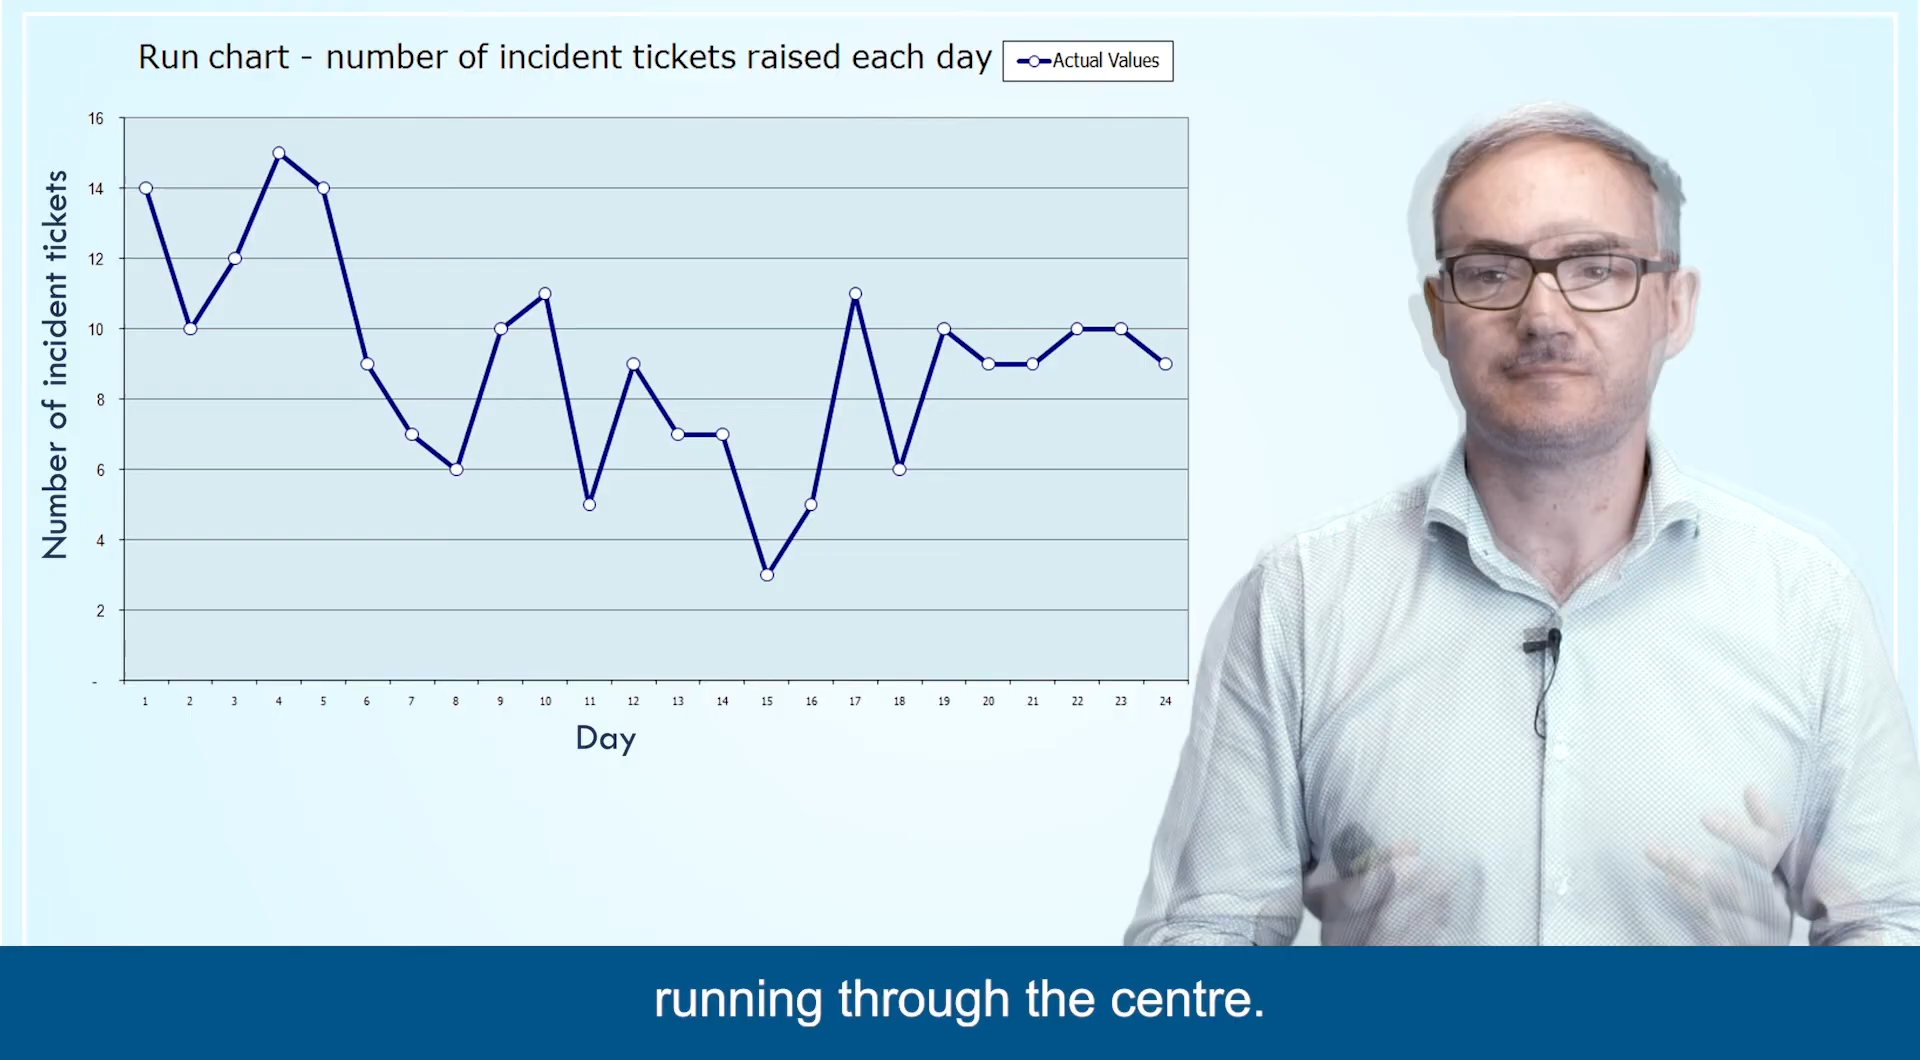 Run chart - number of incident tickets raised each day
Actual Values
Number of incident tickets
16
14
12
10
8
6
4
2
-
1 2 3 4 5 6 7 8 9 10 11 12 13 14 15 16 17 18 19 20 21 22 23 24
Day
running through the centre.